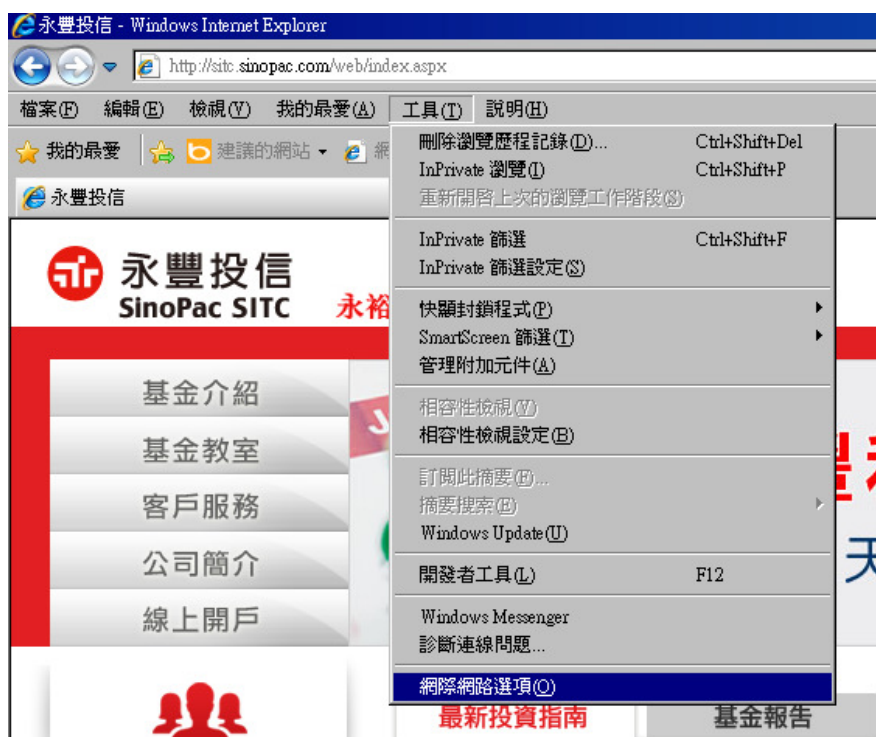 永豐投信 - Windows Internet Explorer
http://sitc.sinopac.com/web/index.aspx
檔案(F) 編輯(E) 檢視(V) 我的最愛(A) 工具(T) 說明(H)
我的最愛 建議的網站 網
永豐投信
刪除瀏覽歷程記錄(D)... Ctrl+Shift+Del
InPrivate 瀏覽(I) Ctrl+Shift+P
重新開啓上次的瀏覽工作階段(S)
InPrivate 篩選 Ctrl+Shift+F
InPrivate 篩選設定(S)
快顯封鎖程式(P)
SmartScreen 篩選(T)
管理附加元件(A)
相容性檢視(V)
相容性檢視設定(B)
訂閱此摘要(F)...
摘要搜索(E)
Windows Update(U)
開發者工具(L) F12
Windows Messenger
診斷連線問題...
網際網路選項(O)
永豐投信
SinoPac SITC
永裕
基金介紹
基金教室
客戶服務
公司簡介
線上開戶
天
最新投資指南
基金報告